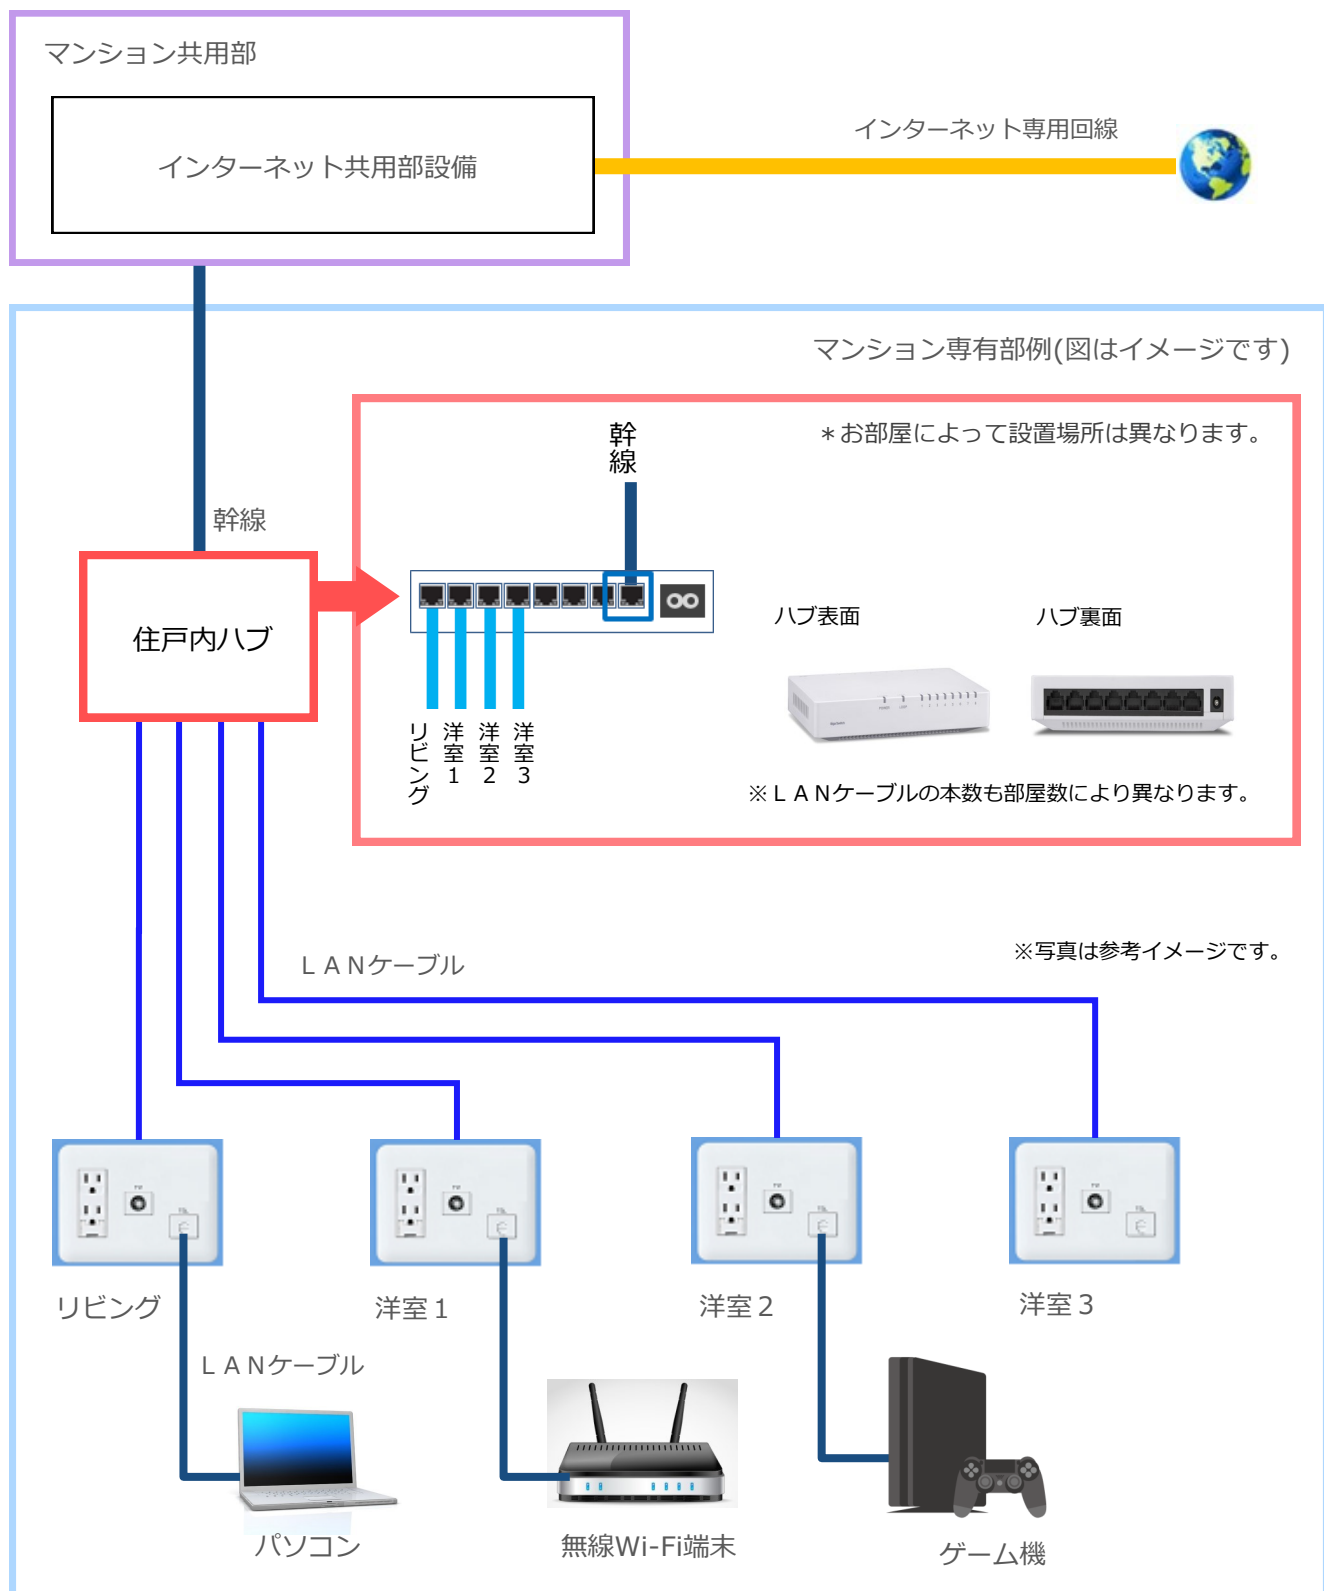 マンション共用部
インターネット共用部設備
インターネット専用回線
マンション専有部例(図はイメージです)
＊お部屋によって設置場所は異なります。
幹線
幹線
住戸内ハブ
ハブ表面
ハブ裏面
リビング
洋室1
洋室2
洋室3
※ＬＡＮケーブルの本数も部屋数により異なります。
ＬＡＮケーブル
※写真は参考イメージです。
リビング
洋室１
洋室２
洋室３
ＬＡＮケーブル
パソコン
無線Wi-Fi端末
ゲーム機